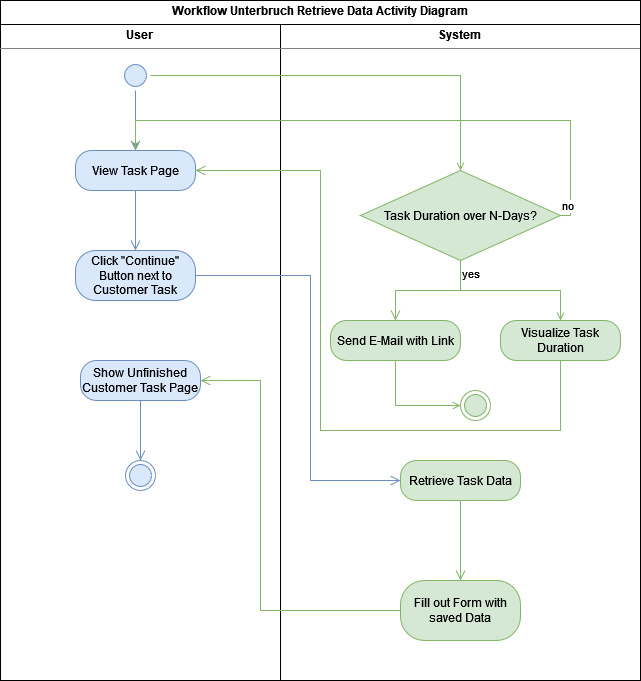 Workflow Unterbruch Retrieve Data Activity Diagram
User
System
View Task Page
Task Duration over N-Days?
no
yes
Click "Continue"
Button next to
Customer Task
Send E-Mail with Link
Visualize Task
Duration
Show Unfinished
Customer Task Page
Retrieve Task Data
Fill out Form with
saved Data